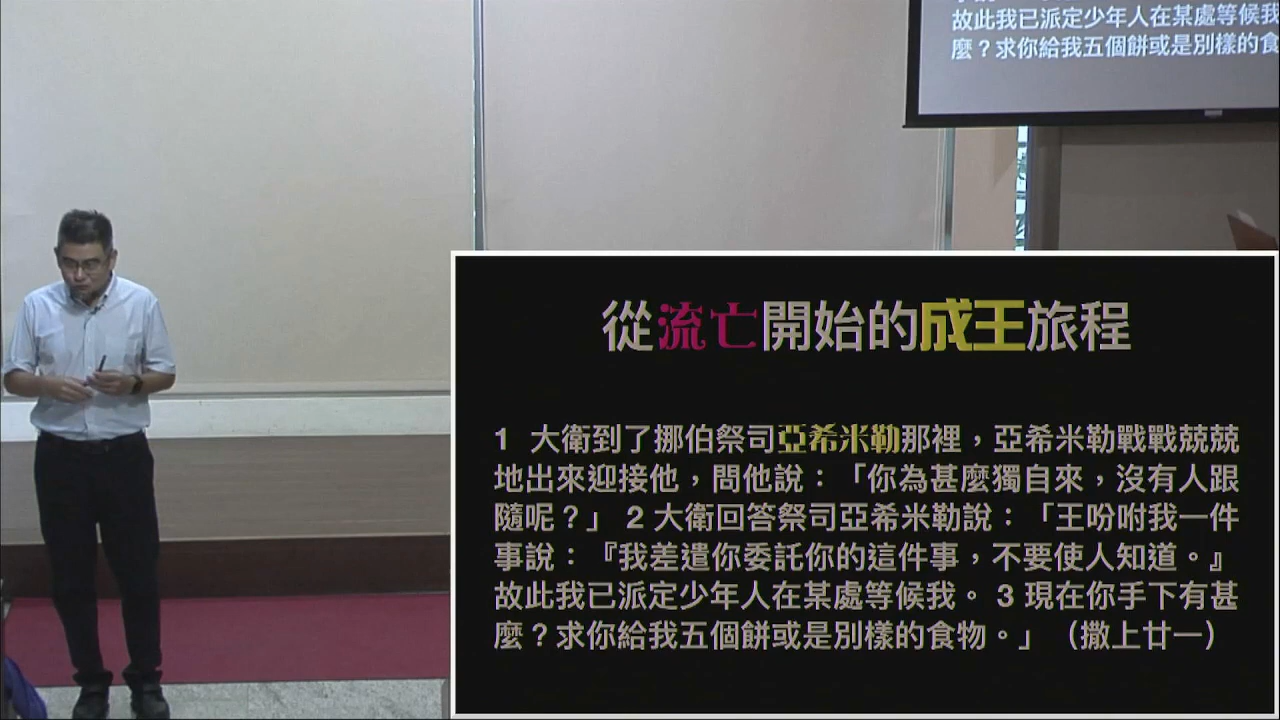 故此我已派定少年人在某處等候我
麼？求你給我五個餅或是別樣的食
從流亡開始的成王旅程
1 大衛到了挪伯祭司亞希米勒那裡，亞希米勒戰戰兢兢
地出來迎接他，問他說：「你為甚麼獨自來，沒有人跟
隨呢？」 2 大衛回答祭司亞希米勒說：「王吩咐我一件
事說：『我差遣你委託你的這件事，不要使人知道。』
故此我已派定少年人在某處等候我。 3 現在你手下有甚
麼？求你給我五個餅或是別樣的食物。」（撒上廿一）